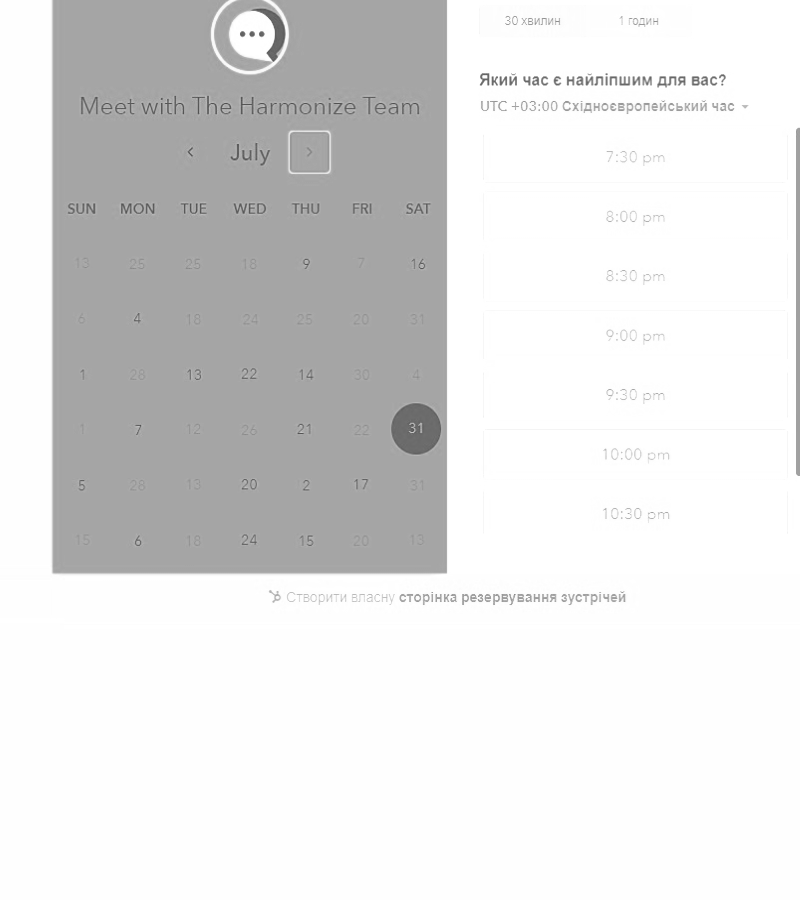 Meet with The Harmonize Team
July
SUN MON TUE WED THU FRI SAT
13 25 25 18 9 7 16
6 4 18 24 25 20 31
1 28 13 22 14 30 4
1 7 12 26 21 22 31
5 28 13 20 2 17 31
15 6 18 24 15 20 13
30 хвилин 1 годин
Який час є найліпшим для вас?
UTC +03:00 Східноєвропейський час
7:30 pm
8:00 pm
8:30 pm
9:00 pm
9:30 pm
10:00 pm
10:30 pm
Створити власну сторінка резервування зустрічей